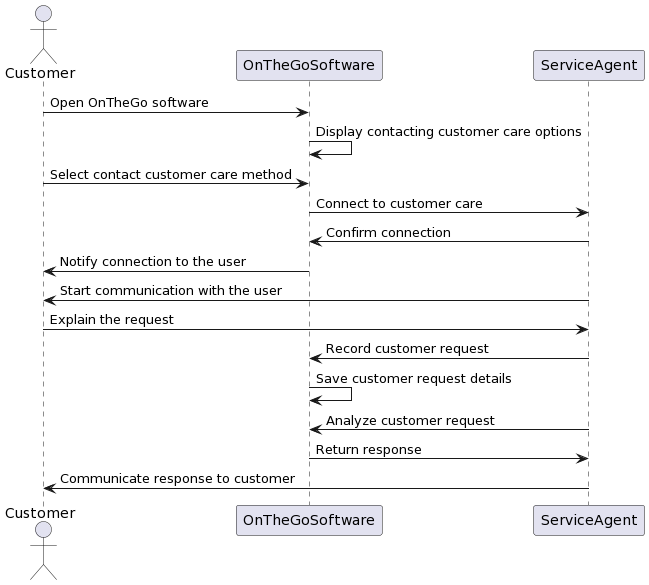 Customer
OnTheGoSoftware
ServiceAgent
Open OnTheGo software
Display contacting customer care options
Select contact customer care method
Connect to customer care
Confirm connection
Notify connection to the user
Start communication with the user
Explain the request
Record customer request
Save customer request details
Analyze customer request
Return response
Communicate response to customer
Customer
OnTheGoSoftware
ServiceAgent